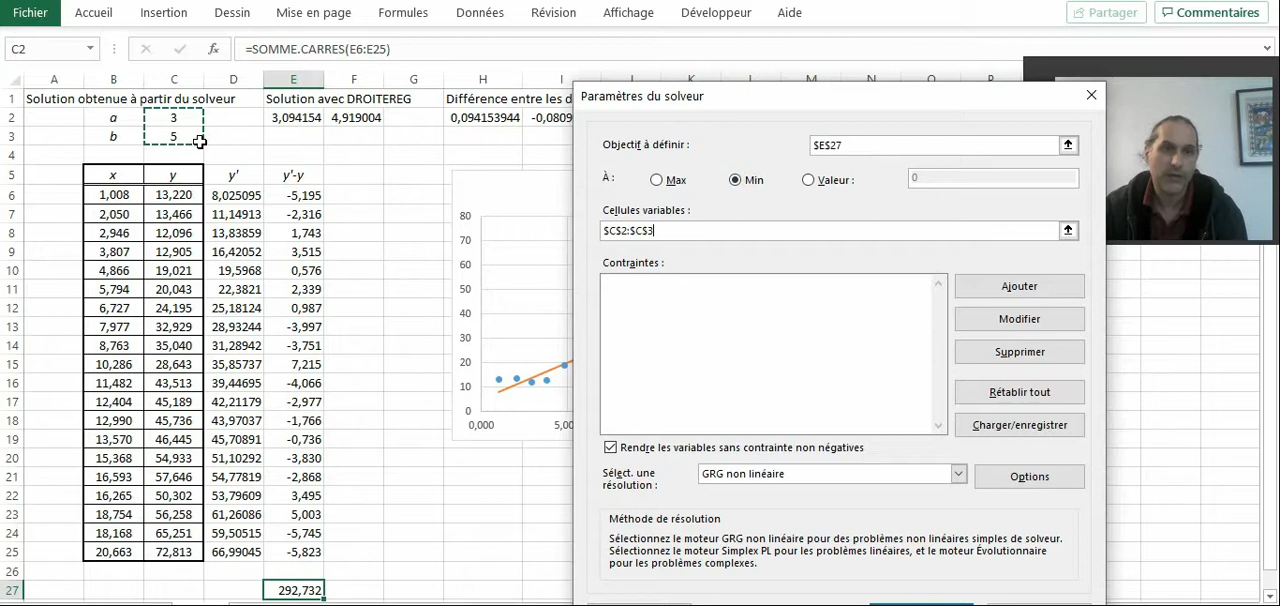 Fichier Accueil Insertion Dessin Mise en page Formules Données Révision Affichage Développeur Aide Partager Commentaires
C2 fx =SOMME.CARRES(E6:E25)
A B C D E F G H I
1 Solution obtenue à partir du solveur Solution avec DROITEREG Différence entre les d
2 a 3 3,094154 4,919004 0,094153944 -0,0809
3 b 5
4
5 x y y' y'-y
6 1,008 13,220 8,025095 -5,195
7 2,050 13,466 11,14913 -2,316
8 2,946 12,096 13,83859 1,743
9 3,807 12,905 16,42052 3,515
10 4,866 19,021 19,5968 0,576
11 5,794 20,043 22,3821 2,339
12 6,727 24,195 25,18124 0,987
13 7,977 32,929 28,93244 -3,997
14 8,763 35,040 31,28942 -3,751
15 10,286 28,643 35,85737 7,215
16 11,482 43,513 39,44695 -4,066
17 12,404 45,189 42,21179 -2,977
18 12,990 45,736 43,97037 -1,766
19 13,570 46,445 45,70891 -0,736
20 15,368 54,933 51,10292 -3,830
21 16,593 57,646 54,77819 -2,868
22 16,265 50,302 53,79609 3,495
23 18,754 56,258 61,26086 5,003
24 18,168 65,251 59,50515 -5,745
25 20,663 72,813 66,99045 -5,823
26
27 292,732
80
70
60
50
40
30
20
10
0
0,000 5,00
Paramètres du solveur
Objectif à définir : $E$27
À : Max Min Valeur : 0
Cellules variables :
$C$2:$C$3
Contraintes :
Ajouter
Modifier
Supprimer
Rétablir tout
Charger/enregistrer
Rendre les variables sans contrainte non négatives
Sélect. une
résolution :
GRG non linéaire
Options
Méthode de résolution
Sélectionnez le moteur GRG non linéaire pour des problèmes non linéaires simples de solveur.
Sélectionnez le moteur Simplex PL pour les problèmes linéaires, et le moteur Évolutionnaire
pour les problèmes complexes.